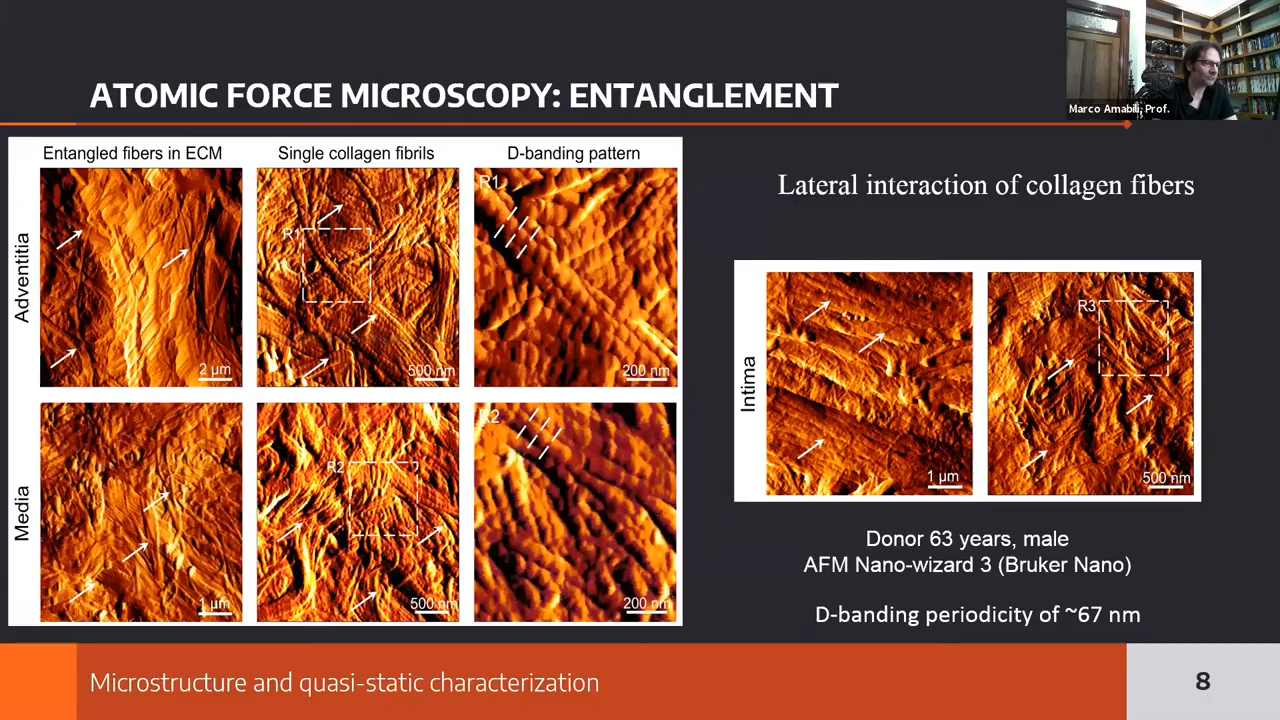 Marco Amabili, Prof.
ATOMIC FORCE MICROSCOPY: ENTANGLEMENT
Entangled fibers in ECM
Single collagen fibrils
D-banding pattern
Adventitia
2 µm
R1
500 nm
R1
200 nm
Media
1 µm
R2
500 nm
R2
200 nm
Lateral interaction of collagen fibers
Intima
1 µm
R3
500 nm
Donor 63 years, male
AFM Nano-wizard 3 (Bruker Nano)
D-banding periodicity of ~67 nm
Microstructure and quasi-static characterization
8